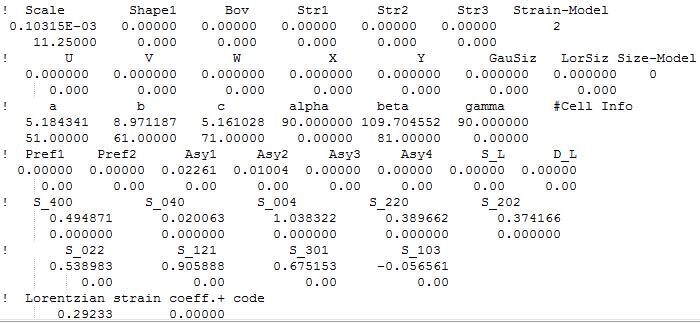 ! Scale Shape1 Bov Str1 Str2 Str3 Strain-Model
0.10315E-03 0.00000 0.00000 0.00000 0.00000 0.00000 2
11.25000 0.000 0.000 0.000 0.000 0.000
! U V W X Y GauSiz LorSiz Size-Model
0.000000 0.000000 0.000000 0.000000 0.000000 0.000000 0.000000 0
0.000 0.000 0.000 0.000 0.000 0.000 0.000
! a b c alpha beta gamma #Cell Info
5.184341 8.971187 5.161028 90.000000 109.704552 90.000000
51.00000 61.00000 71.00000 0.00000 81.00000 0.00000
! Pref1 Pref2 Asy1 Asy2 Asy3 Asy4 S_L D_L
0.00000 0.00000 0.02261 0.01004 0.00000 0.00000 0.00000 0.00000
0.00 0.00 0.00 0.00 0.00 0.00 0.00 0.00
! S_400 S_040 S_004 S_220 S_202
0.494871 0.020063 1.038322 0.389662 0.374166
0.000000 0.000000 0.000000 0.000000 0.000000
! S_022 S_121 S_301 S_103
0.538983 0.905888 0.675153 -0.056561
0.00 0.00 0.00 0.00
! Lorentzian strain coeff.+ code
0.29233 0.00000